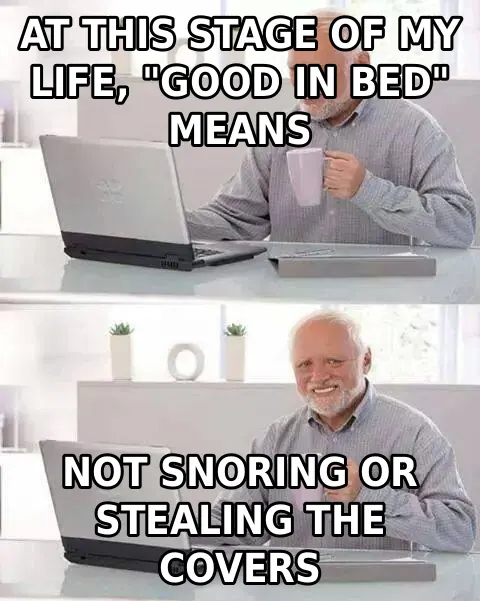 AT THIS STAGE OF MY
LIFE, "GOOD IN BED"
MEANS
NOT SNORING OR
STEALING THE
COVERS